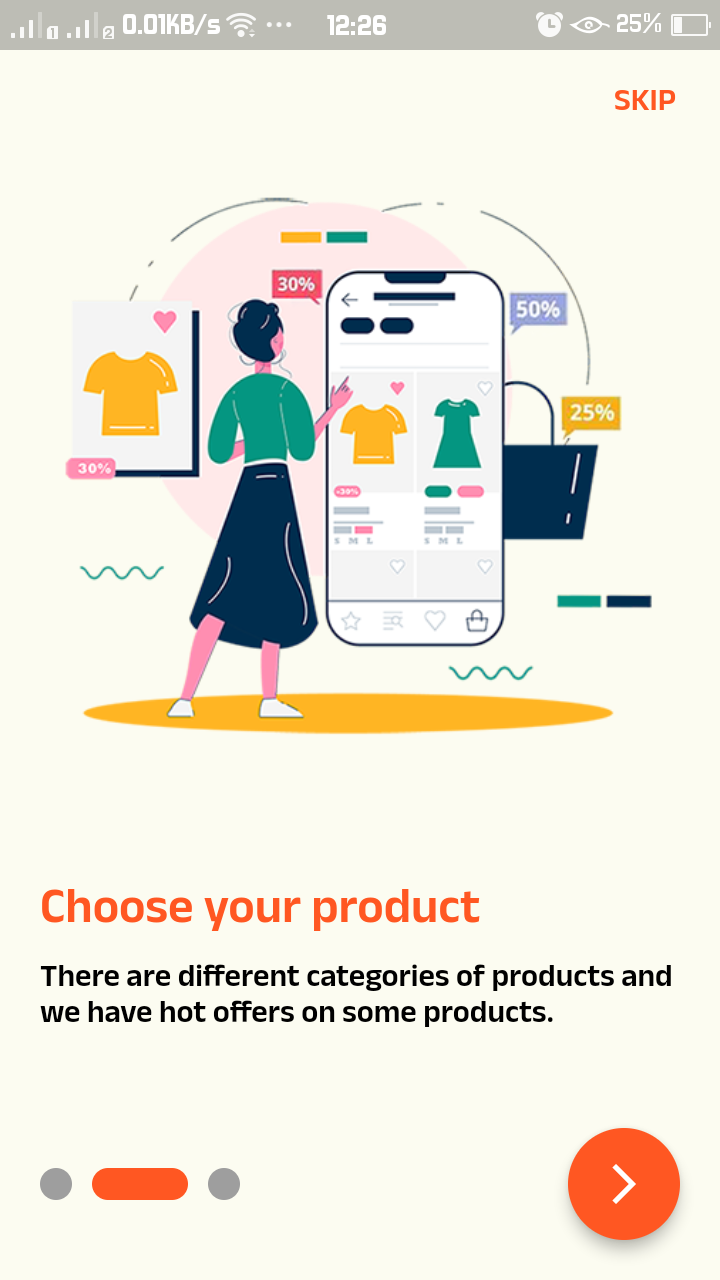 1 2 0.01KB/s ... 12:26 25%
SKIP
30%
50%
25%
30%
-30%
S M L S M L
Choose your product
There are different categories of products and
we have hot offers on some products.